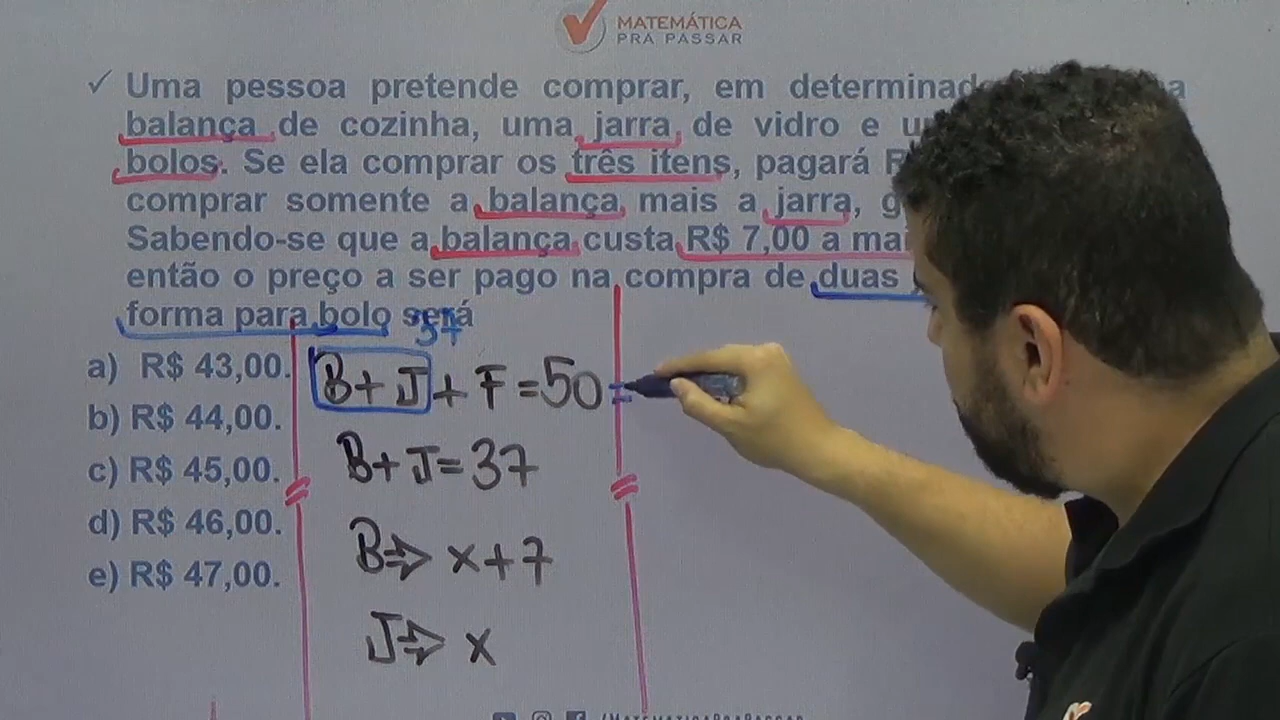 MATEMÁTICA
PRA PASSAR
✓ Uma pessoa pretende comprar, em
balança de cozinha, uma jarra de vidro e
bolos. Se ela comprar os três itens, pagará
comprar somente a balança mais a jarra,
Sabendo-se que a balança custa R$ 7,00 a
então o preço a ser pago na compra de duas
forma para bolo será
37
a) R$ 43,00.
b) R$ 44,00.
c) R$ 45,00.
d) R$ 46,00.
e) R$ 47,00.
B + J + F = 50
B + J = 37
B ⇒ x + 7
J ⇒ x
/MATEMATICAPRAPASSAR